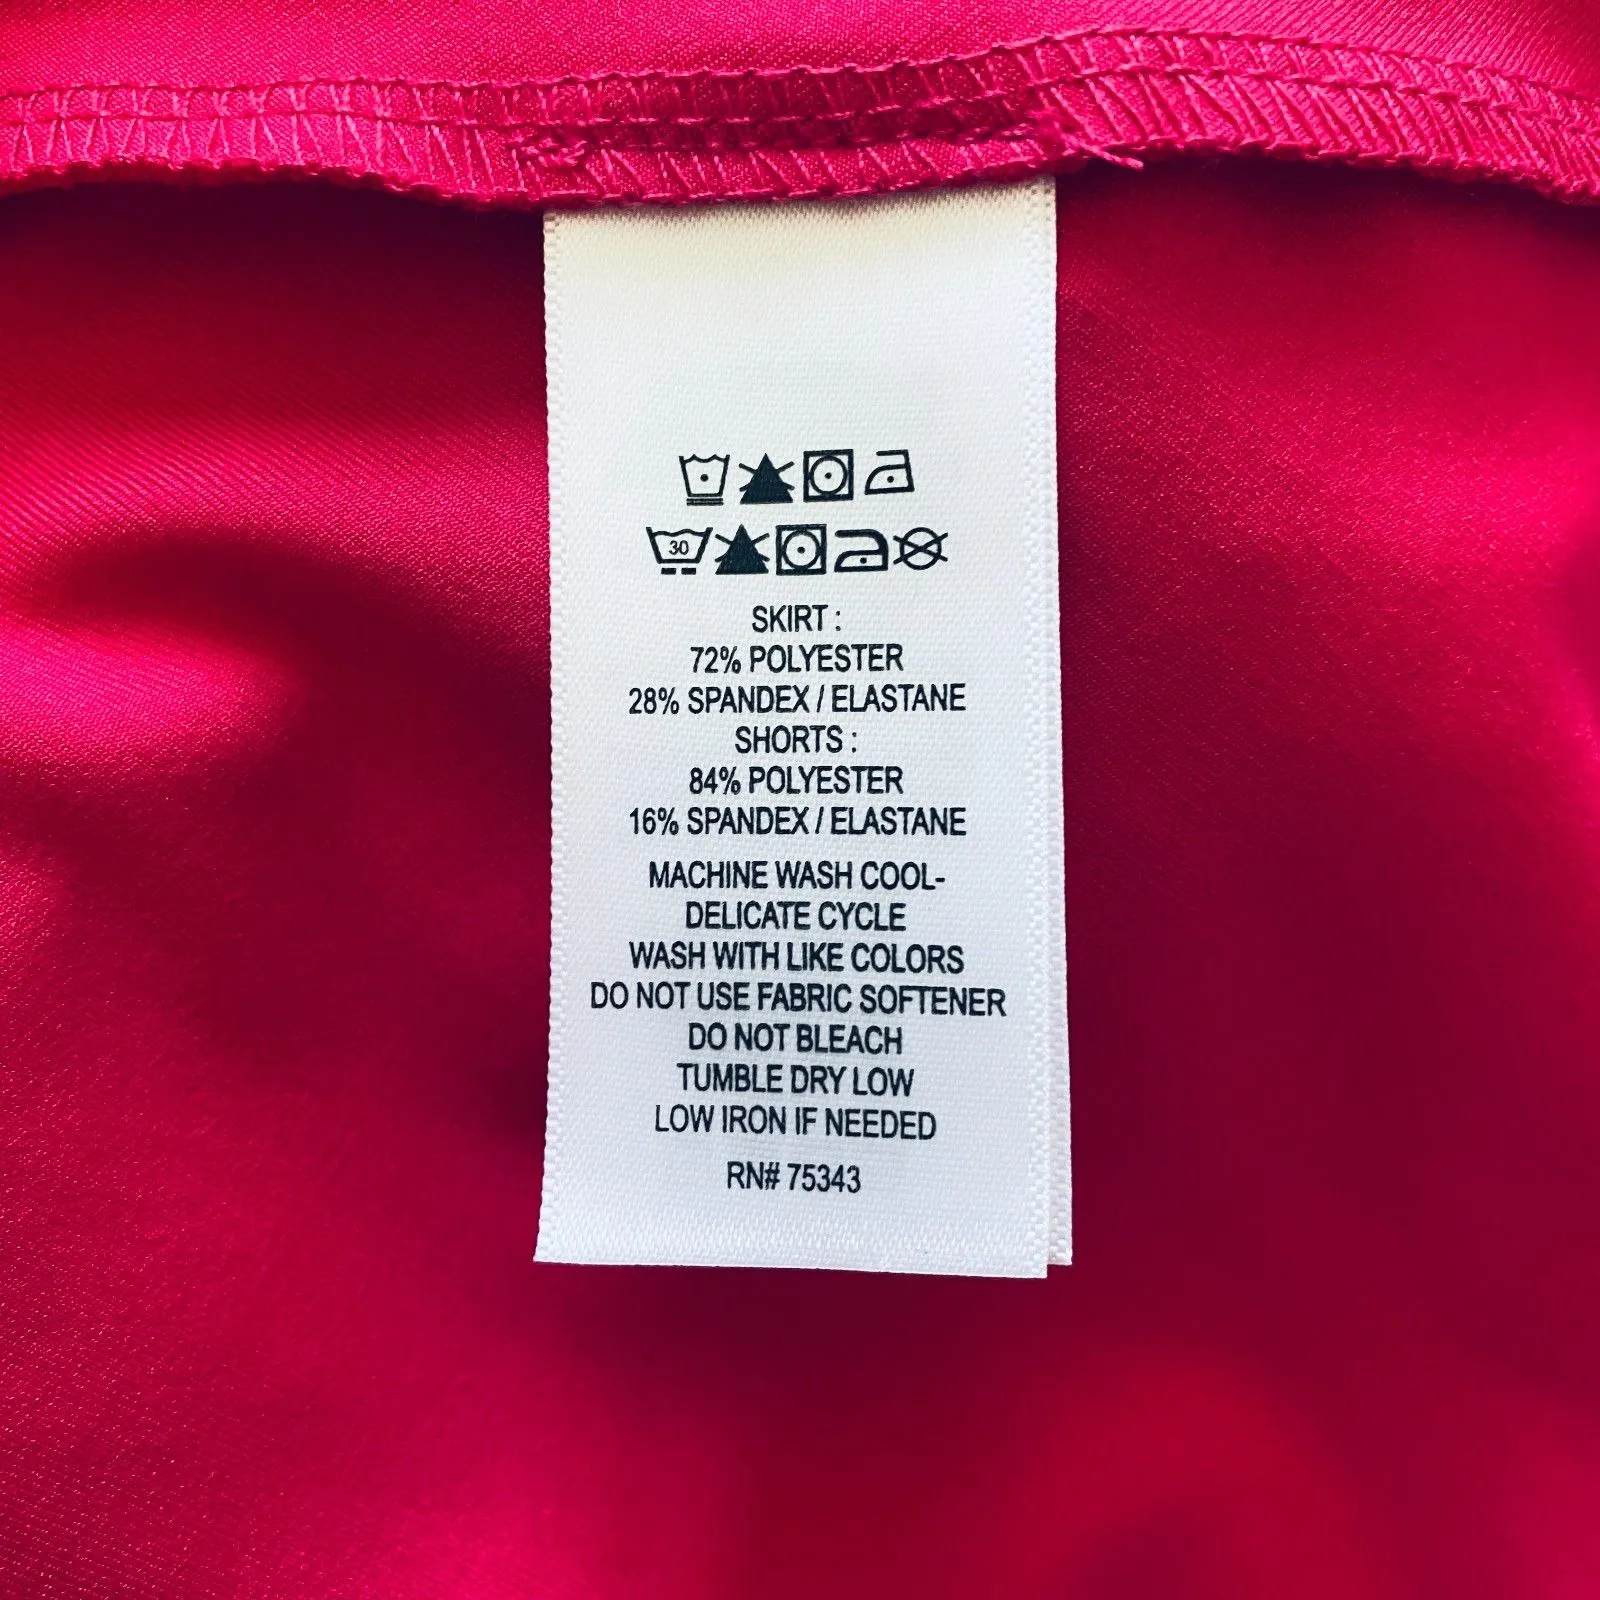 30
SKIRT :
72% POLYESTER
28% SPANDEX / ELASTANE
SHORTS :
84% POLYESTER
16% SPANDEX / ELASTANE
MACHINE WASH COOL-
DELICATE CYCLE
WASH WITH LIKE COLORS
DO NOT USE FABRIC SOFTENER
DO NOT BLEACH
TUMBLE DRY LOW
LOW IRON IF NEEDED
RN# 75343